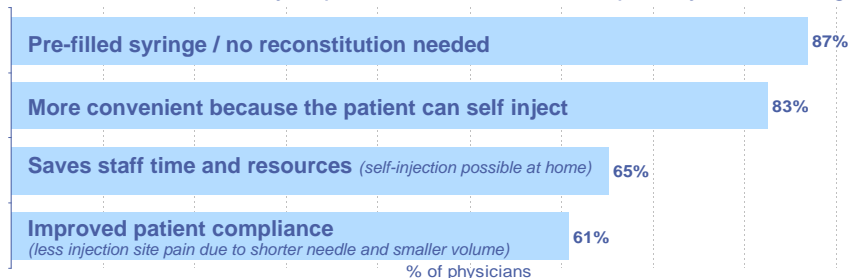 Pre-filled syringe / no reconstitution needed
87%
More convenient because the patient can self inject
83%
Saves staff time and resources (self-injection possible at home)
65%
Improved patient compliance
(less injection site pain due to shorter needle and smaller volume)
61%
% of physicians